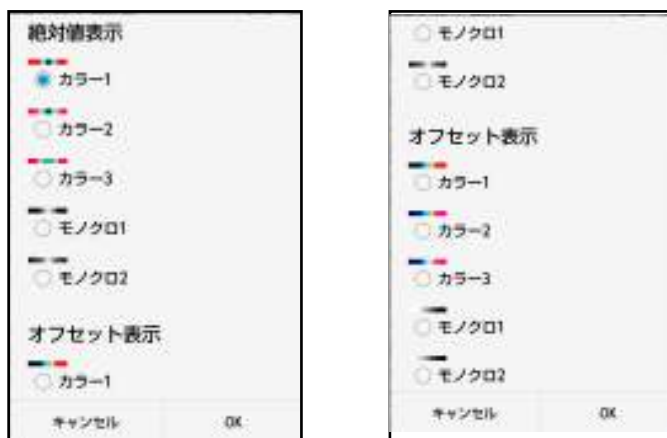 絶対値表示
カラー1
カラー2
カラー3
モノクロ1
モノクロ2
オフセット表示
カラー1
キャンセル OK
モノクロ1
モノクロ2
オフセット表示
カラー1
カラー2
カラー3
モノクロ1
モノクロ2
キャンセル OK